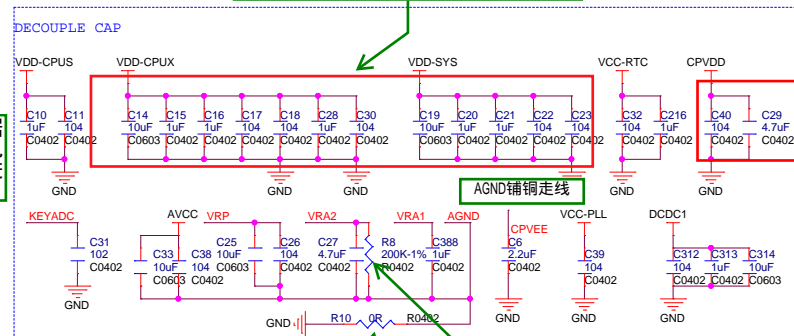 DECOUPLE CAP
VDD-CPUS VDD-CPUX VDD-SYS VCC-RTC CPVDD
C10 C11 C14 C15 C16 C17 C18 C28 C30 C19 C20 C21 C22 C23 C32 C216 C40 C29
1uF 104 10uF 1uF 1uF 104 104 1uF 104 10uF 1uF 1uF 104 104 104 1uF 104 4.7uF
C0402 C0402 C0603 C0402 C0402 C0402 C0402 C0402 C0402 C0603 C0402 C0402 C0402 C0402 C0402 C0402 C0402 C0402
GND GND GND GND GND GND
AGND铺铜走线
KEYADC AVCC VRP VRA2 VRA1 AGND CPVEE VCC-PLL DCDC1
C31 C33 C38 C25 C26 C27 R8 C388 C6 C39 C312 C313 C314
102 10uF 104 10uF 104 4.7uF 200K-1% 1uF 2.2uF 104 104 1uF 10uF
C0402 C0603 C0402 C0603 C0402 C0402 R0402 C0402 C0402 C0402 C0402 C0402 C0603
GND GND GND GND
GND R10 0R R0402